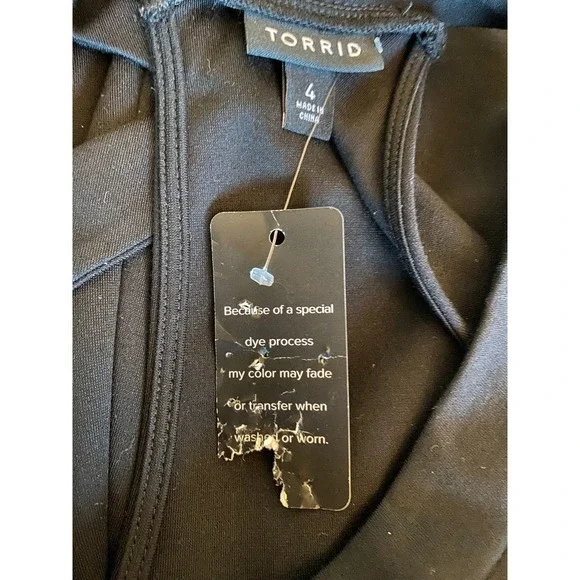 TORRID
4
MADE IN
CHINA
Because of a special
dye process
my color may fade
or transfer when
washed or worn.